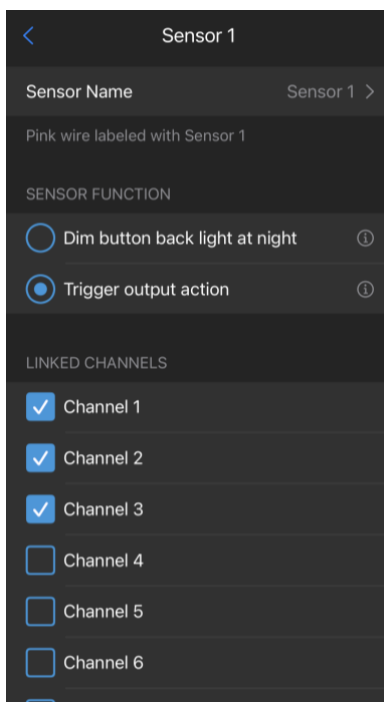 Sensor 1
Sensor Name Sensor 1
Pink wire labeled with Sensor 1
SENSOR FUNCTION
Dim button back light at night
Trigger output action
LINKED CHANNELS
Channel 1
Channel 2
Channel 3
Channel 4
Channel 5
Channel 6